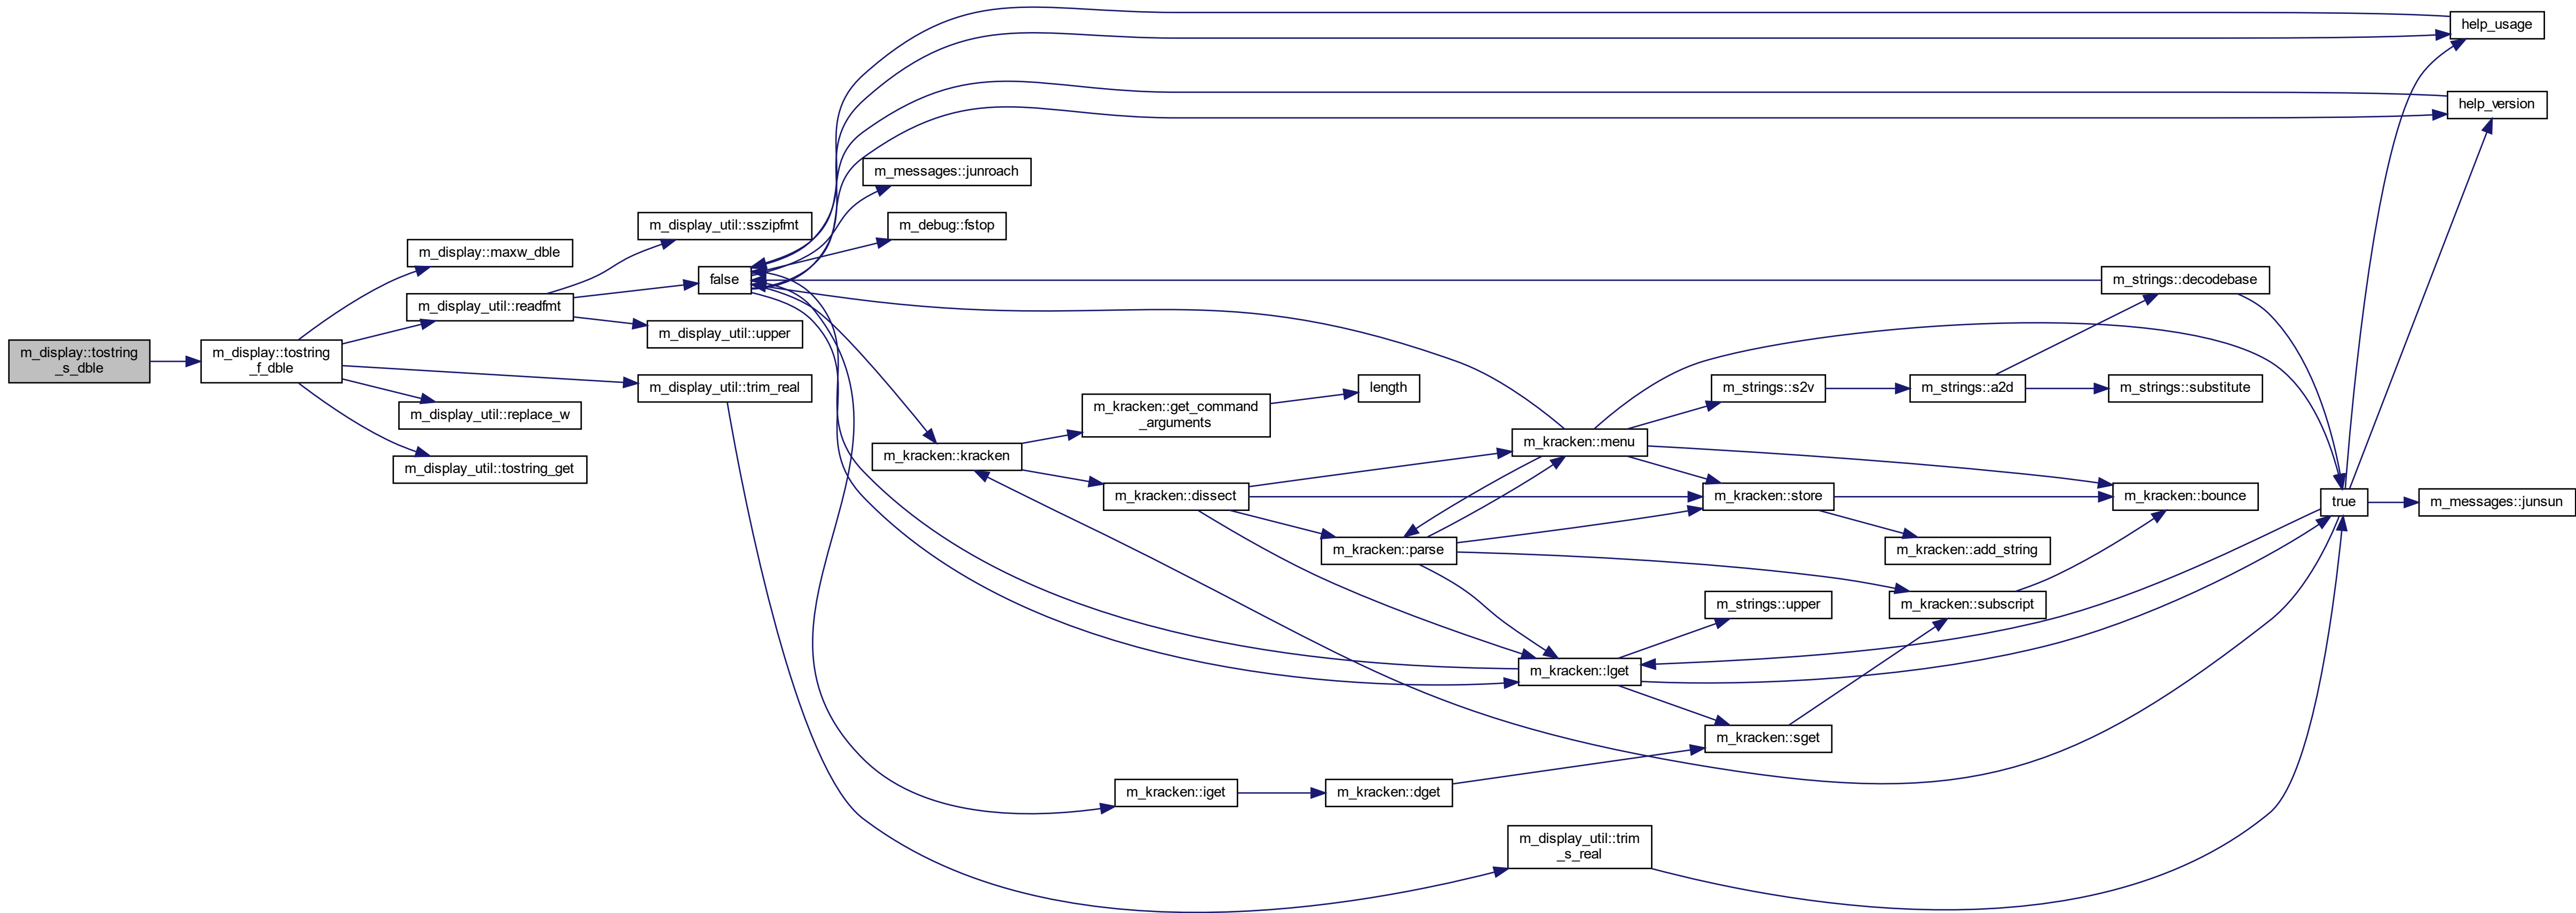 help_usage
help_version
m_messages::junroach
m_display_util::sszipfmt
m_debug::fstop
m_display::maxw_dble
false
m_strings::decodebase
m_display_util::readfmt
m_display_util::upper
m_display::tostring
_s_dble
m_display::tostring
_f_dble
m_display_util::trim_real
length
m_strings::s2v
m_strings::a2d
m_strings::substitute
m_display_util::replace_w
m_kracken::get_command
_arguments
m_kracken::menu
m_kracken::kracken
m_display_util::tostring_get
m_kracken::dissect
m_kracken::store
m_kracken::bounce
true
m_messages::junsun
m_kracken::parse
m_kracken::add_string
m_strings::upper
m_kracken::subscript
m_kracken::lget
m_kracken::sget
m_kracken::iget
m_kracken::dget
m_display_util::trim
_s_real